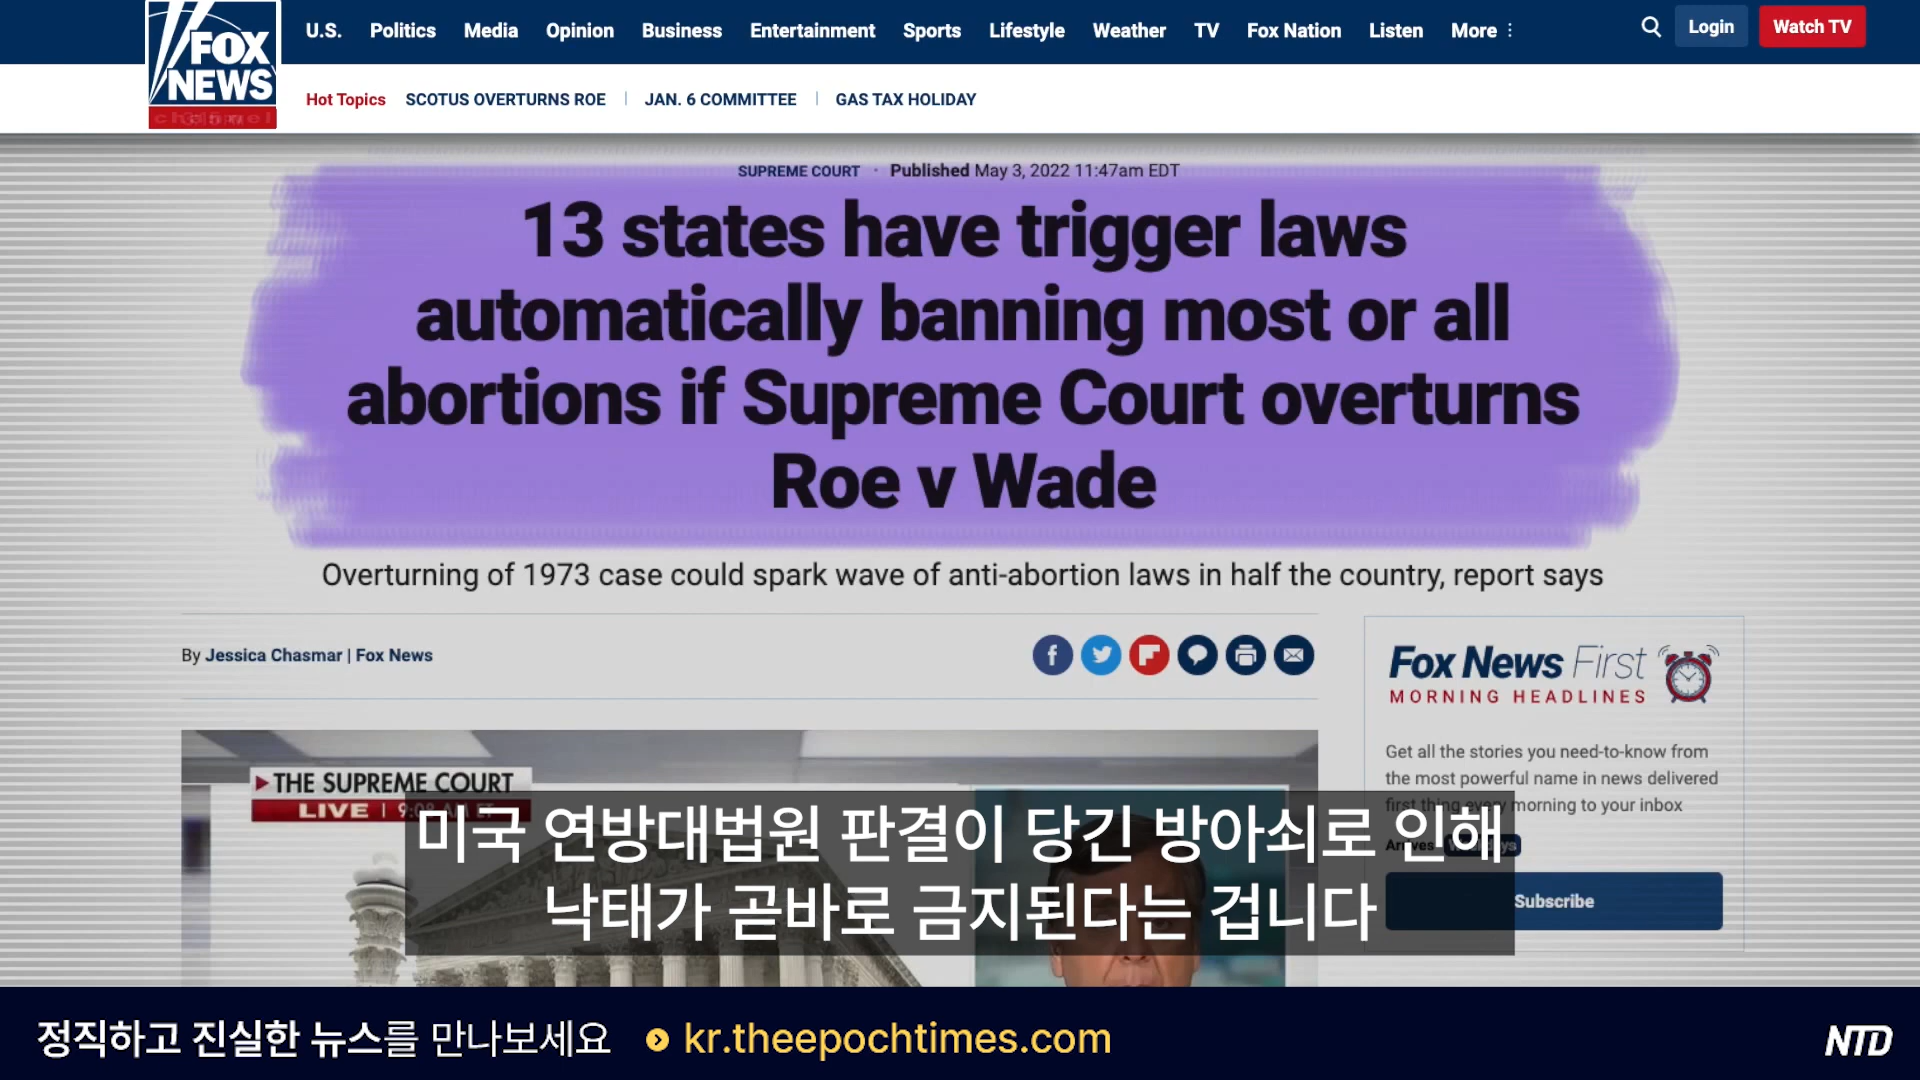 FOX
NEWS
channel
U.S. Politics Media Opinion Business Entertainment Sports Lifestyle Weather TV Fox Nation Listen More
Login
Watch TV
Hot Topics SCOTUS OVERTURNS ROE JAN. 6 COMMITTEE GAS TAX HOLIDAY
SUPREME COURT · Published May 3, 2022 11:47am EDT
13 states have trigger laws
automatically banning most or all
abortions if Supreme Court overturns
Roe v Wade
Overturning of 1973 case could spark wave of anti-abortion laws in half the country, report says
By Jessica Chasmar | Fox News
Fox News First
MORNING HEADLINES
Get all the stories you need-to-know from
the most powerful name in news delivered
first thing every morning to your inbox
Subscribe
THE SUPREME COURT
LIVE
미국 연방대법원 판결이 당긴 방아쇠로 인해
낙태가 곧바로 금지된다는 겁니다
정직하고 진실한 뉴스를 만나보세요 kr.theepochtimes.com
NTD